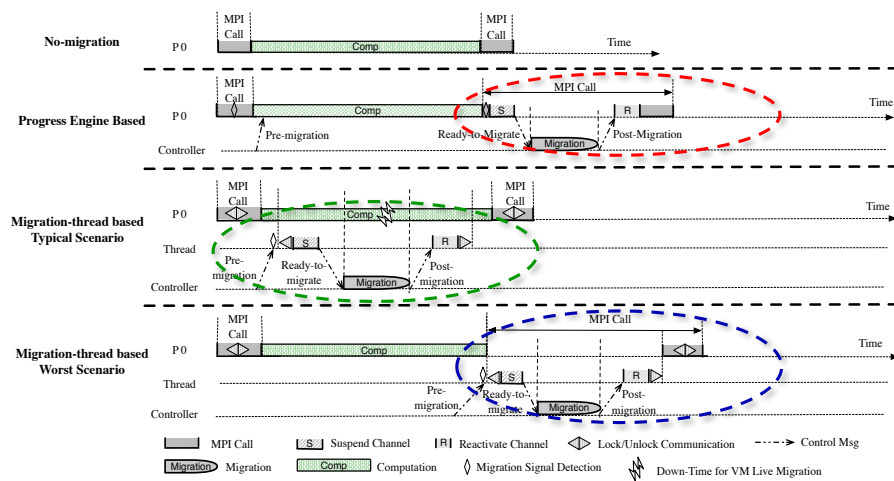 MPI
Call
MPI
Call
No-migration
P 0
Comp
Time
MPI
Call
MPI Call
Progress Engine Based
P0
Comp
S
R
Time
Pre-migration
Ready-to-Migrate
Post-Migration
Controller
Migration
MPI
Call
MPI
Call
Migration-thread based
Typical Scenario
P0
Comp
Time
Thread
S
R
Pre-
migration
Ready-to-
migrate
Post-
migration
Controller
Migration
MPI
Call
MPI Call
Migration-thread based
Worst Scenario
P0
Comp
Time
Thread
S
R
Pre-
migration
Ready-to-
migrate
Post-
migration
Controller
Migration
MPI Call
S Suspend Channel
R Reactivate Channel
Lock/Unlock Communication
Control Msg
Migration Migration
Comp Computation
Migration Signal Detection
Down-Time for VM Live Migration